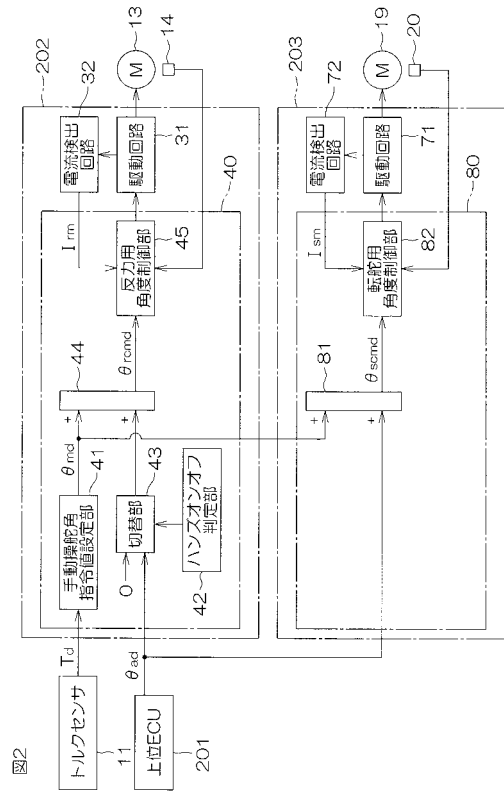 図2
トルクセンサ
11
上位ECU
201
Td
θad
202
手動操舵角
指令値設定部
41
θmd
切替部
43
0
ハンズオンオフ
判定部
42
+
+
44
θrcmd
反力用
角度制御部
45
40
Irm
電流検出
回路
32
駆動回路
31
M
13
14
203
+
+
81
θscmd
転舵用
角度制御部
82
80
Ism
電流検出
回路
72
駆動回路
71
M
19
20